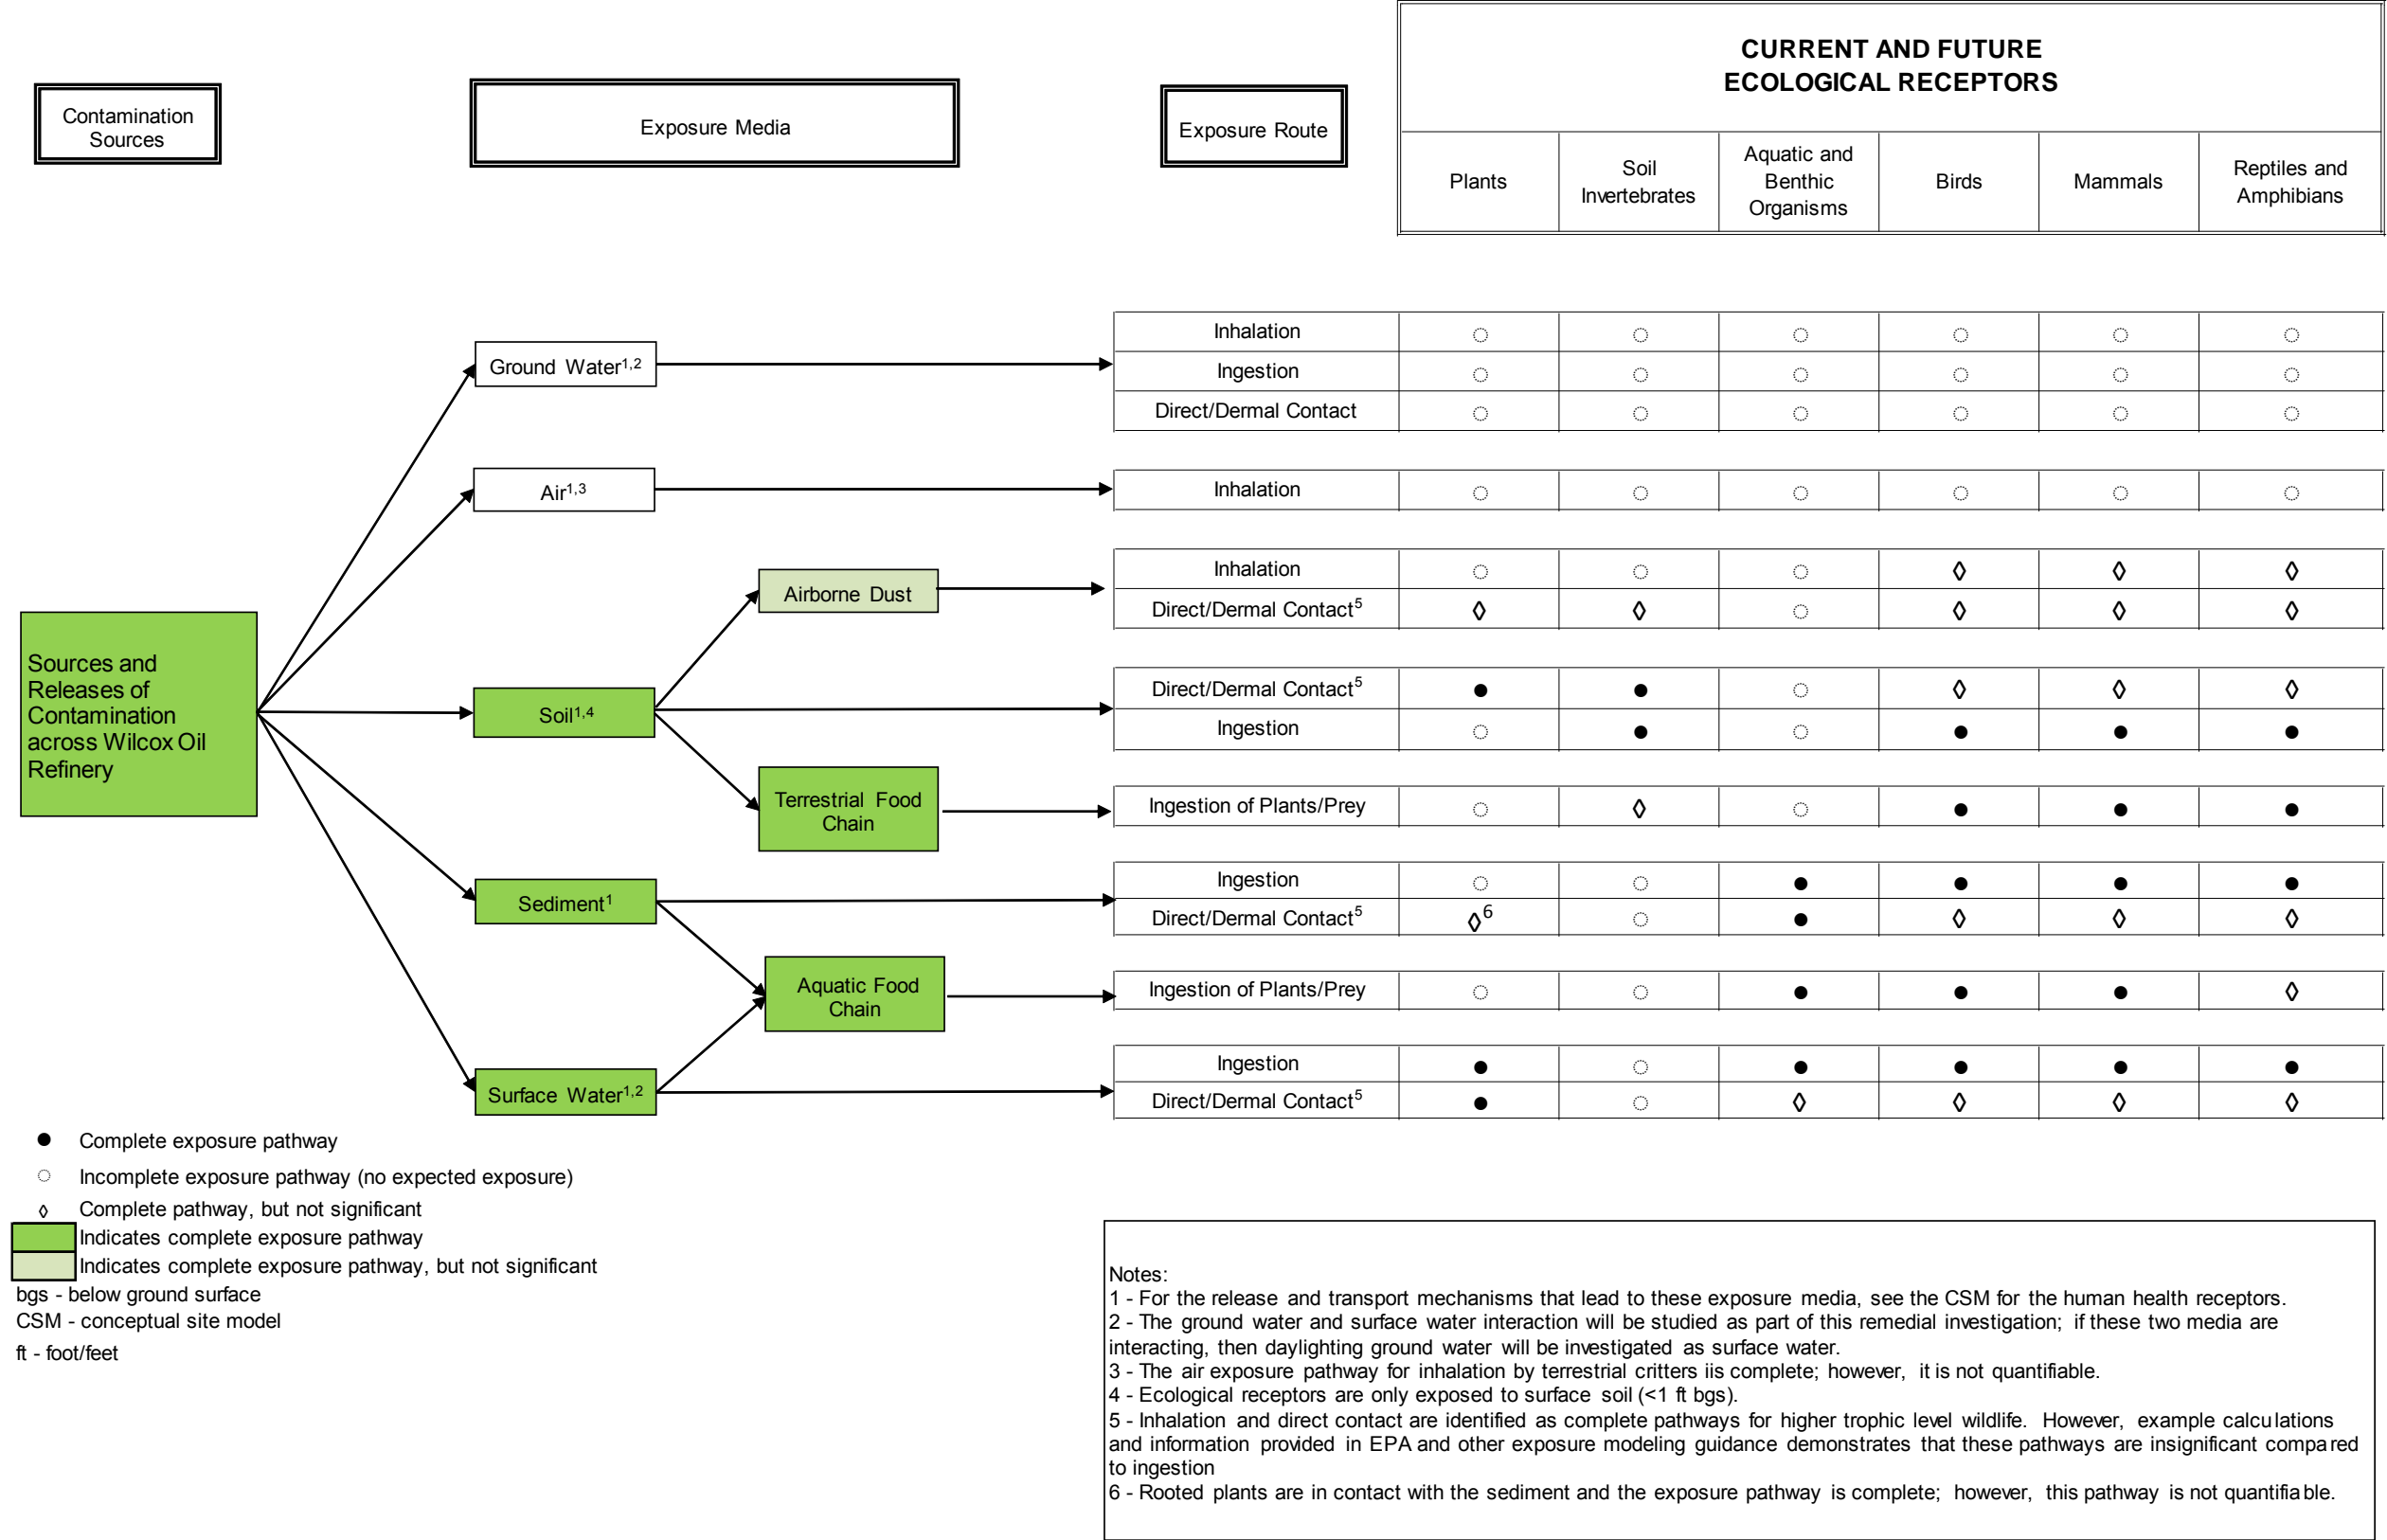 CURRENT AND FUTURE
ECOLOGICAL RECEPTORS
Contamination
Sources
Exposure Media
Exposure Route
Plants
Soil
Invertebrates
Aquatic and
Benthic
Organisms
Birds
Mammals
Reptiles and
Amphibians
Ground Water1,2
Inhalation ◌ ◌ ◌ ◌ ◌ ◌
Ingestion ◌ ◌ ◌ ◌ ◌ ◌
Direct/Dermal Contact ◌ ◌ ◌ ◌ ◌ ◌
Air1,3
Inhalation ◌ ◌ ◌ ◌ ◌ ◌
Airborne Dust
Inhalation ◌ ◌ ◌ ◊ ◊ ◊
Direct/Dermal Contact5 ◊ ◊ ◌ ◊ ◊ ◊
Sources and
Releases of
Contamination
across Wilcox Oil
Refinery
Soil1,4
Direct/Dermal Contact5 ● ● ◌ ◊ ◊ ◊
Ingestion ◌ ● ◌ ● ● ●
Terrestrial Food
Chain
Ingestion of Plants/Prey ◌ ◊ ◌ ● ● ●
Sediment1
Ingestion ◌ ◌ ● ● ● ●
Direct/Dermal Contact5 ◊6 ◌ ● ◊ ◊ ◊
Aquatic Food
Chain
Ingestion of Plants/Prey ◌ ◌ ● ● ● ◊
Surface Water1,2
Ingestion ● ◌ ● ● ● ●
Direct/Dermal Contact5 ● ◌ ◊ ◊ ◊ ◊
● Complete exposure pathway
◌ Incomplete exposure pathway (no expected exposure)
◊ Complete pathway, but not significant
Indicates complete exposure pathway
Indicates complete exposure pathway, but not significant
bgs - below ground surface
CSM - conceptual site model
ft - foot/feet
Notes:
1 - For the release and transport mechanisms that lead to these exposure media, see the CSM for the human health receptors.
2 - The ground water and surface water interaction will be studied as part of this remedial investigation; if these two media are
interacting, then daylighting ground water will be investigated as surface water.
3 - The air exposure pathway for inhalation by terrestrial critters iis complete; however, it is not quantifiable.
4 - Ecological receptors are only exposed to surface soil (<1 ft bgs).
5 - Inhalation and direct contact are identified as complete pathways for higher trophic level wildlife. However, example calculations
and information provided in EPA and other exposure modeling guidance demonstrates that these pathways are insignificant compared
to ingestion
6 - Rooted plants are in contact with the sediment and the exposure pathway is complete; however, this pathway is not quantifiable.